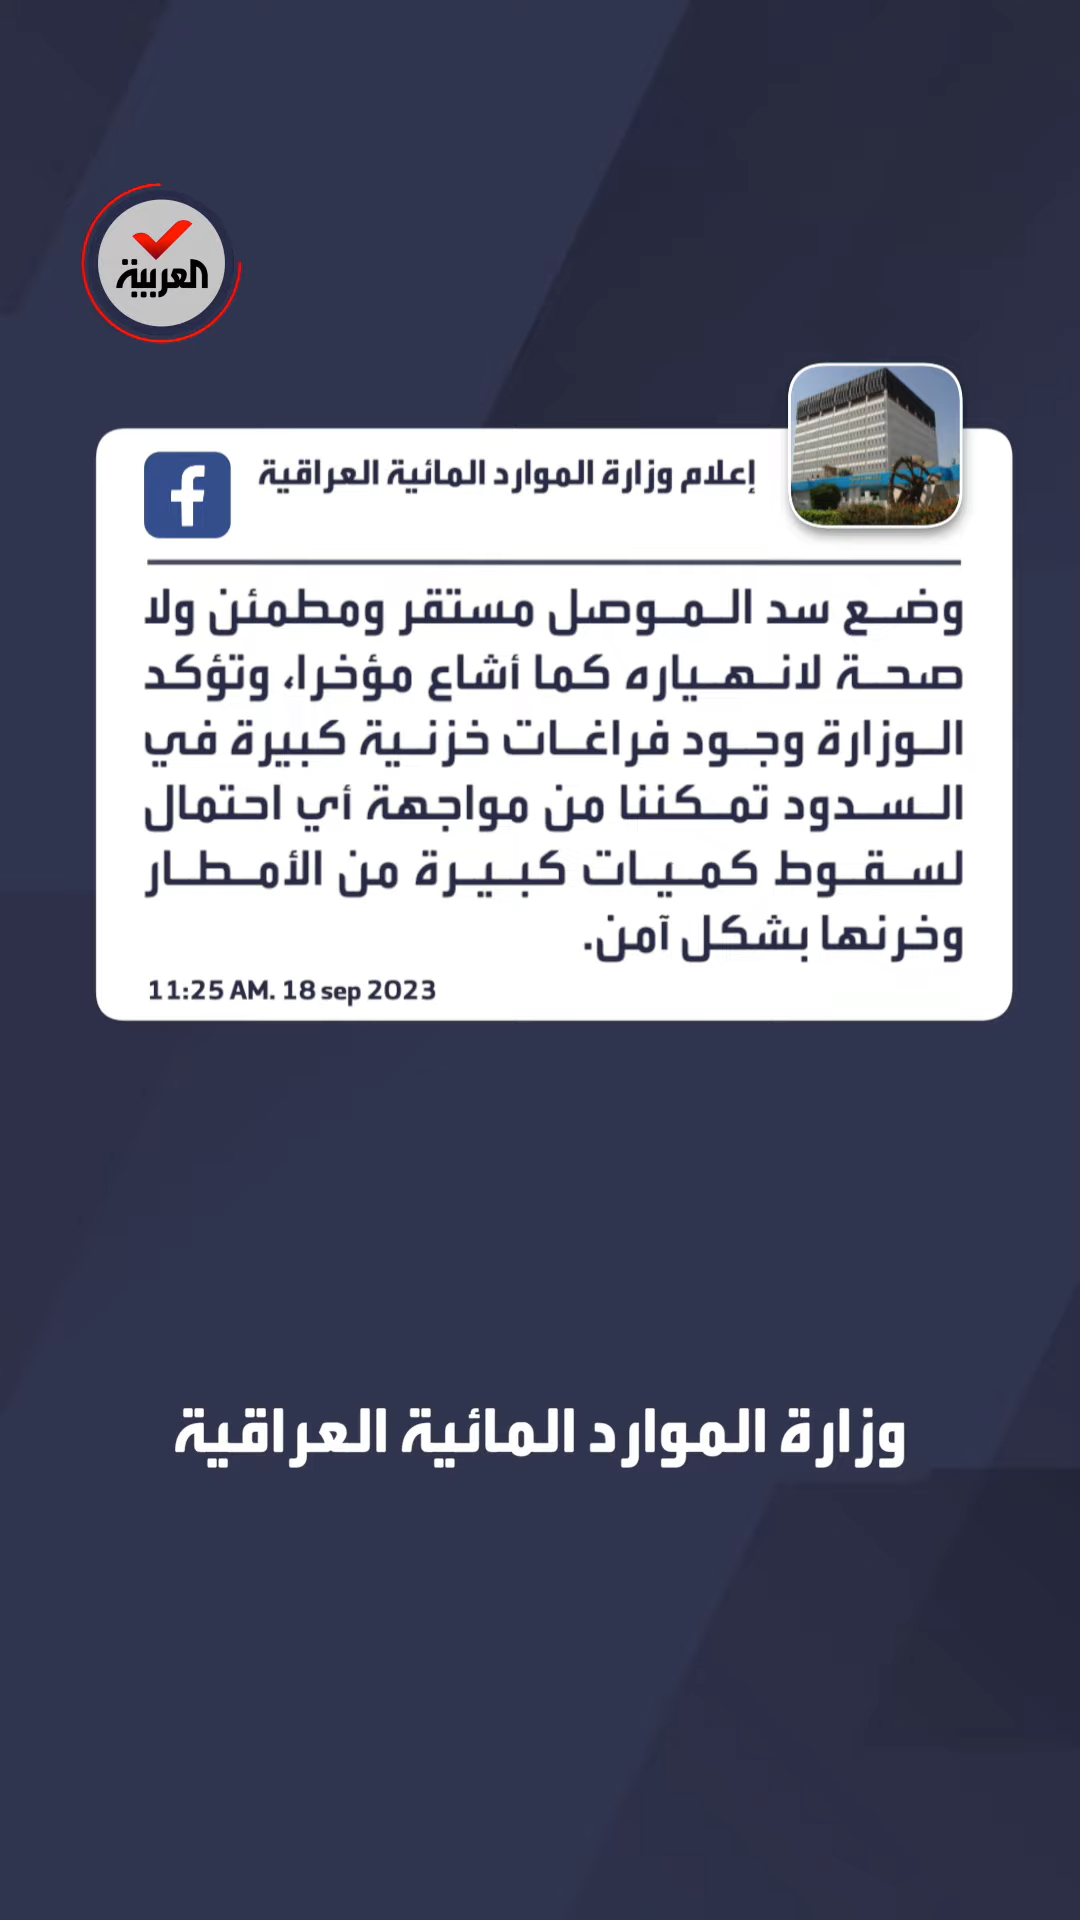 العربية
إعلام وزارة الموارد المائية العراقية
وضع سد الموصل مستقر ومطمئن ولا
صحة لانهياره كما أشاع مؤخرا، وتؤكد
الوزارة وجود فراغات خزنية كبيرة في
السدود تمكننا من مواجهة أي احتمال
لسقوط كميات كبيرة من الأمطار
وخرنها بشكل آمن.
11:25 AM. 18 sep 2023
وزارة الموارد المائية العراقية